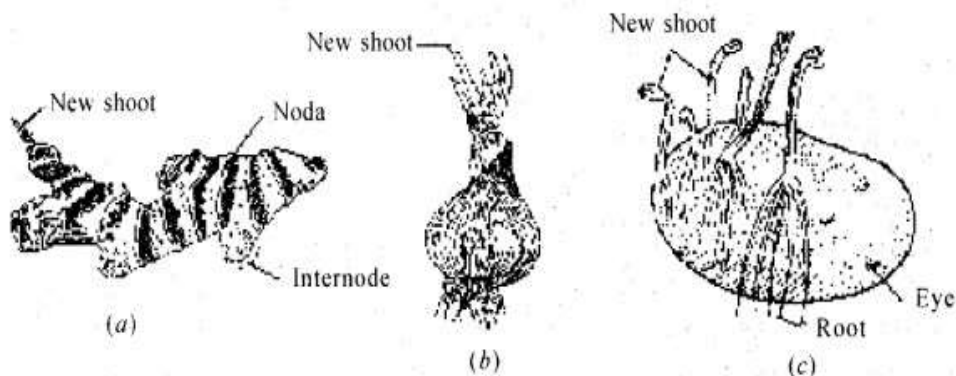 New shoot
Noda
Internode
(a)
New shoot
(b)
New shoot
Eye
Root
(c)